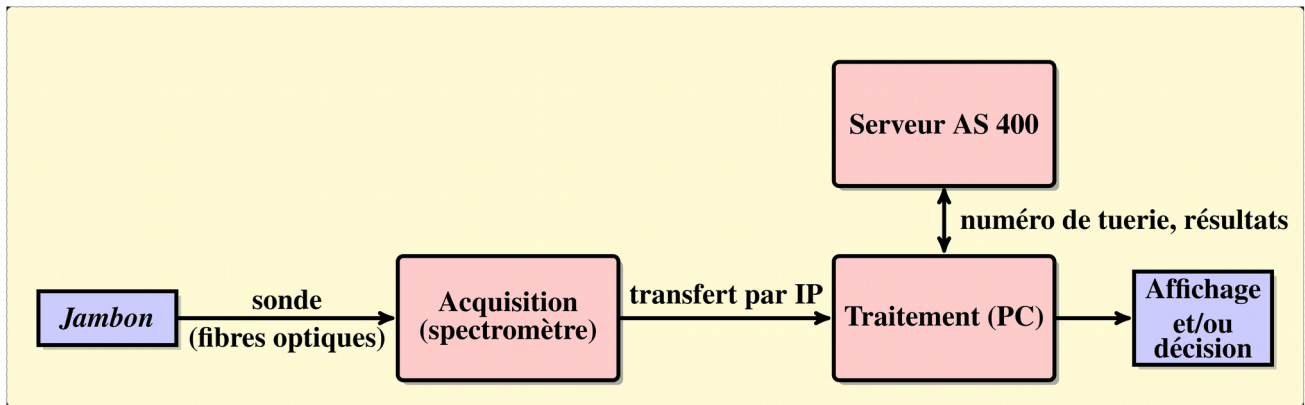 Serveur AS 400
numéro de tuerie, résultats
Jambon
sonde
(fibres optiques)
Acquisition
(spectromètre)
transfert par IP
Traitement (PC)
Affichage
et/ou
décision